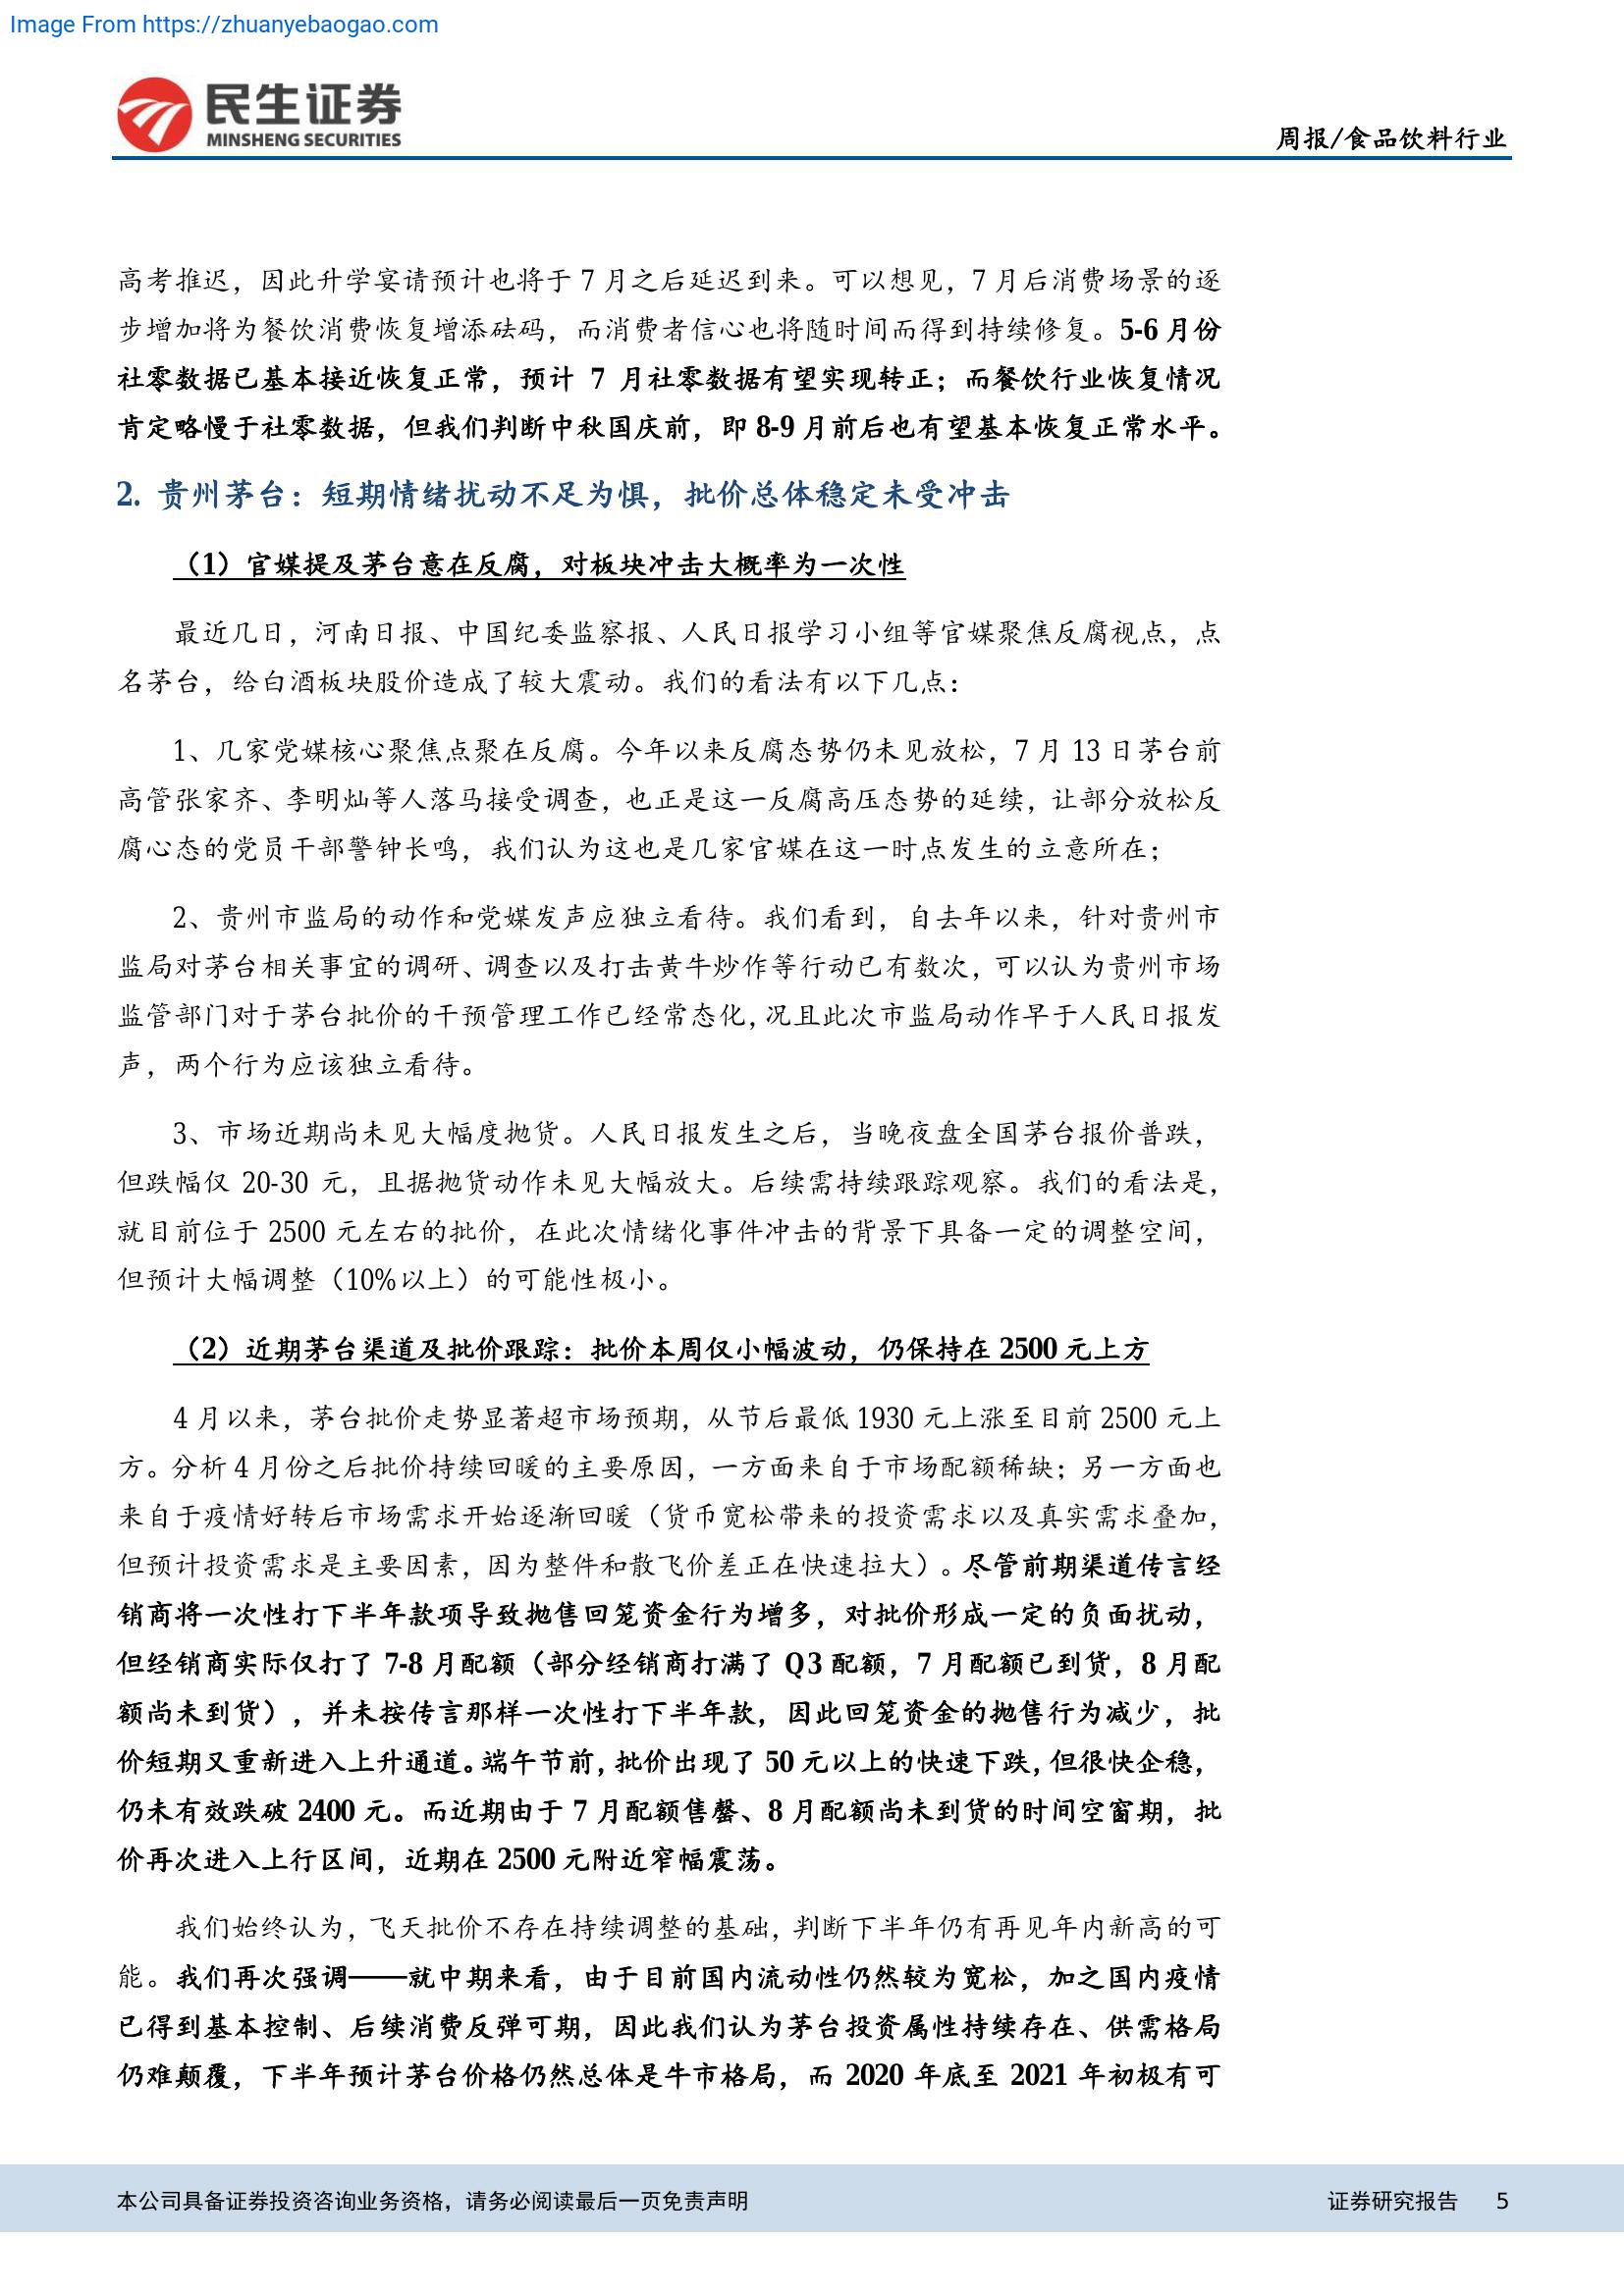 Image From https://zhuanyebaogao.com
民生证券
MINSHENG SECURITIES
周报/食品饮料行业
高考推迟，因此升学宴请预计也将于 7 月之后延迟到来。可以想见，7 月后消费场景的逐
步增加将为餐饮消费恢复增添砝码，而消费者信心也将随时间而得到持续修复。5-6 月份
社零数据已基本接近恢复正常，预计 7 月社零数据有望实现转正；而餐饮行业恢复情况
肯定略慢于社零数据，但我们判断中秋国庆前，即 8-9 月前后也有望基本恢复正常水平。
2. 贵州茅台：短期情绪扰动不足为惧，批价总体稳定未受冲击
（1）官媒提及茅台意在反腐，对板块冲击大概率为一次性
最近几日，河南日报、中国纪委监察报、人民日报学习小组等官媒聚焦反腐视点，点
名茅台，给白酒板块股价造成了较大震动。我们的看法有以下几点：
1、几家党媒核心聚焦点聚在反腐。今年以来反腐态势仍未见放松，7 月 13 日茅台前
高管张家齐、李明灿等人落马接受调查，也正是这一反腐高压态势的延续，让部分放松反
腐心态的党员干部警钟长鸣，我们认为这也是几家官媒在这一时点发生的立意所在；
2、贵州市监局的动作和党媒发声应独立看待。我们看到，自去年以来，针对贵州市
监局对茅台相关事宜的调研、调查以及打击黄牛炒作等行动已有数次，可以认为贵州市场
监管部门对于茅台批价的干预管理工作已经常态化，况且此次市监局动作早于人民日报发
声，两个行为应该独立看待。
3、市场近期尚未见大幅度抛货。人民日报发生之后，当晚夜盘全国茅台报价普跌，
但跌幅仅 20-30 元，且据抛货动作未见大幅放大。后续需持续跟踪观察。我们的看法是，
就目前位于 2500 元左右的批价，在此次情绪化事件冲击的背景下具备一定的调整空间，
但预计大幅调整（10%以上）的可能性极小。
（2）近期茅台渠道及批价跟踪：批价本周仅小幅波动，仍保持在 2500 元上方
4 月以来，茅台批价走势显著超市场预期，从节后最低 1930 元上涨至目前 2500 元上
方。分析 4 月份之后批价持续回暖的主要原因，一方面来自于市场配额稀缺；另一方面也
来自于疫情好转后市场需求开始逐渐回暖（货币宽松带来的投资需求以及真实需求叠加，
但预计投资需求是主要因素，因为整件和散飞价差正在快速拉大）。尽管前期渠道传言经
销商将一次性打下半年款项导致抛售回笼资金行为增多，对批价形成一定的负面扰动，
但经销商实际仅打了 7-8 月配额（部分经销商打满了 Q3 配额，7 月配额已到货，8 月配
额尚未到货），并未按传言那样一次性打下半年款，因此回笼资金的抛售行为减少，批
价短期又重新进入上升通道。端午节前，批价出现了 50 元以上的快速下跌，但很快企稳，
仍未有效跌破 2400 元。而近期由于 7 月配额售罄、8 月配额尚未到货的时间空窗期，批
价再次进入上行区间，近期在 2500 元附近窄幅震荡。
我们始终认为，飞天批价不存在持续调整的基础，判断下半年仍有再见年内新高的可
能。我们再次强调——就中期来看，由于目前国内流动性仍然较为宽松，加之国内疫情
已得到基本控制、后续消费反弹可期，因此我们认为茅台投资属性持续存在、供需格局
仍难颠覆，下半年预计茅台价格仍然总体是牛市格局，而 2020 年底至 2021 年初极有可
本公司具备证券投资咨询业务资格，请务必阅读最后一页免责声明
证券研究报告 5